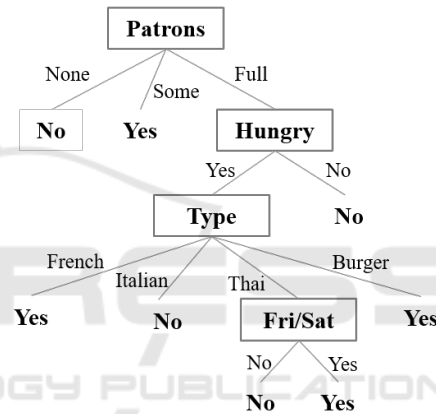 Patrons
None Some Full
No Yes Hungry
Yes No
Type No
French Italian Thai Burger
Yes No Fri/Sat Yes
No Yes
No Yes